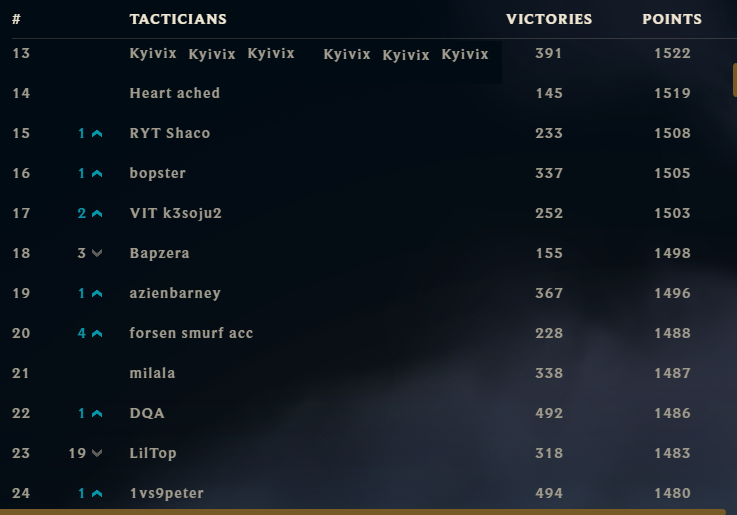 # TACTICIANS VICTORIES POINTS
13 Kyivix Kyivix Kyivix Kyivix Kyivix Kyivix 391 1522
14 Heart ached 145 1519
15 1 RYT Shaco 233 1508
16 1 bopster 337 1505
17 2 VIT k3soju2 252 1503
18 3 Bapzera 155 1498
19 1 azienbarney 367 1496
20 4 forsen smurf acc 228 1488
21 milala 338 1487
22 1 DQA 492 1486
23 19 LilTop 318 1483
24 1 1vs9peter 494 1480